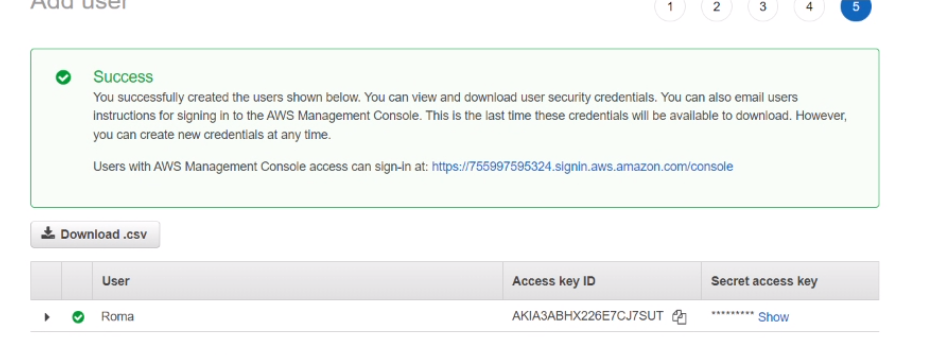 Add user
1 2 3 4 5
Success
You successfully created the users shown below. You can view and download user security credentials. You can also email users
instructions for signing in to the AWS Management Console. This is the last time these credentials will be available to download. However,
you can create new credentials at any time.
Users with AWS Management Console access can sign-in at: https://755997595324.signin.aws.amazon.com/console
Download .csv
User Access key ID Secret access key
Roma AKIA3ABHX226E7CJ7SUT ********* Show